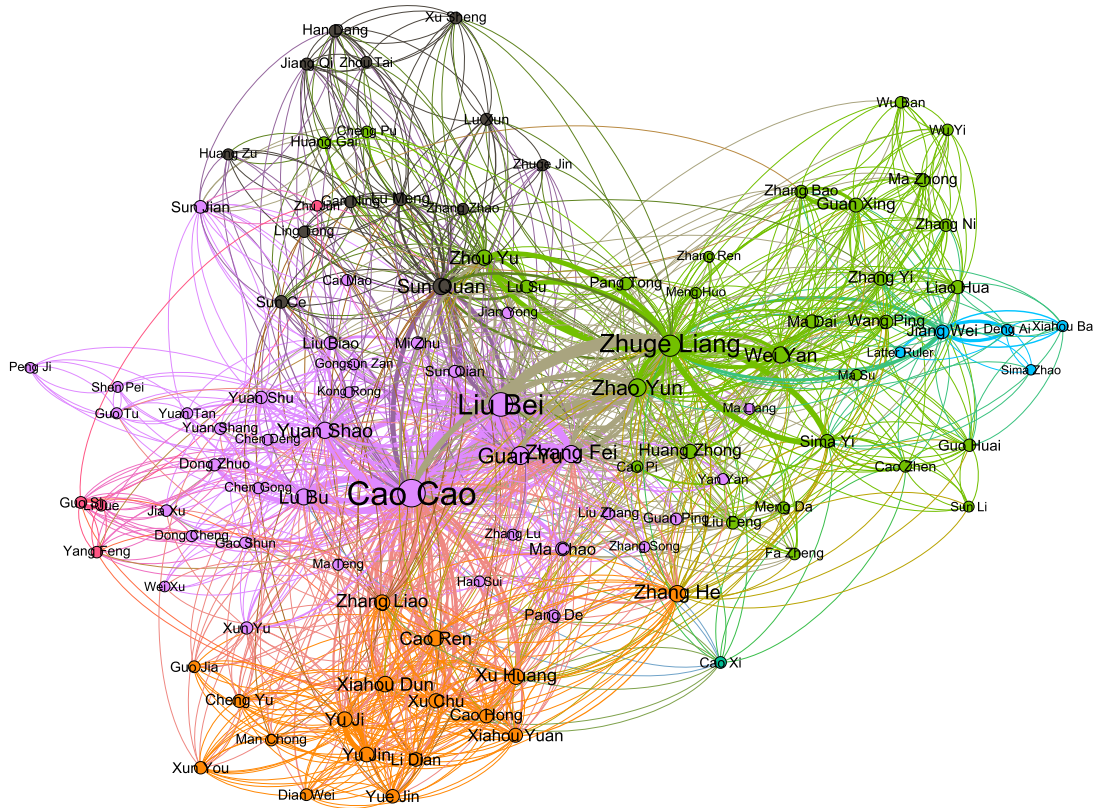 Xu Sheng
Han Dang
Jiang Qi
Zhou Tai
Wu Ban
Lu Xun
Cheng Pu
Wu Yi
Huang Gai
Huang Zu
Zhuge Jin
Ma Zhong
Zhang Bao
Guan Xing
Sun Jian
Zhu Jun
Gan Ning
Lu Meng
Zhang Zhao
Zhang Ni
Ling Tong
Zhou Yu
Zhang Ren
Cai Mao
Sun Quan
Lu Su
Pang Tong
Zhang Yi
Liao Hua
Meng Huo
Sun Ce
Jian Yong
Ma Dai
Wang Ping
Jiang Wei
Deng Ai
Xiahou Ba
Liu Biao
Mi Zhu
Zhuge Liang
Wei Yan
Latter Ruler
Gongsun Zan
Peng Ji
Sun Qian
Sima Zhao
Ma Su
Shen Pei
Kong Rong
Zhao Yun
Yuan Shu
Liu Bei
Guo Tu
Yuan Tan
Ma Liang
Yuan Shang
Yuan Shao
Chen Deng
Sima Yi
Guo Huai
Guan Yu
Zhang Fei
Huang Zhong
Dong Zhuo
Cao Pi
Cao Zhen
Yan Yan
Chen Gong
Lu Bu
Cao Cao
Guo Si
Li Jue
Jia Xu
Meng Da
Sun Li
Liu Zhang
Guan Ping
Liu Feng
Dong Cheng
Gao Shun
Zhang Lu
Yang Feng
Ma Chao
Zhang Song
Fa Zheng
Ma Teng
Wei Xu
Han Sui
Zhang He
Zhang Liao
Pang De
Xun Yu
Cao Ren
Cao Xi
Guo Jia
Xu Huang
Xiahou Dun
Cheng Yu
Xu Chu
Cao Hong
Yu Ji
Xiahou Yuan
Man Chong
Yu Jin
Li Dian
Xun You
Dian Wei
Yue Jin